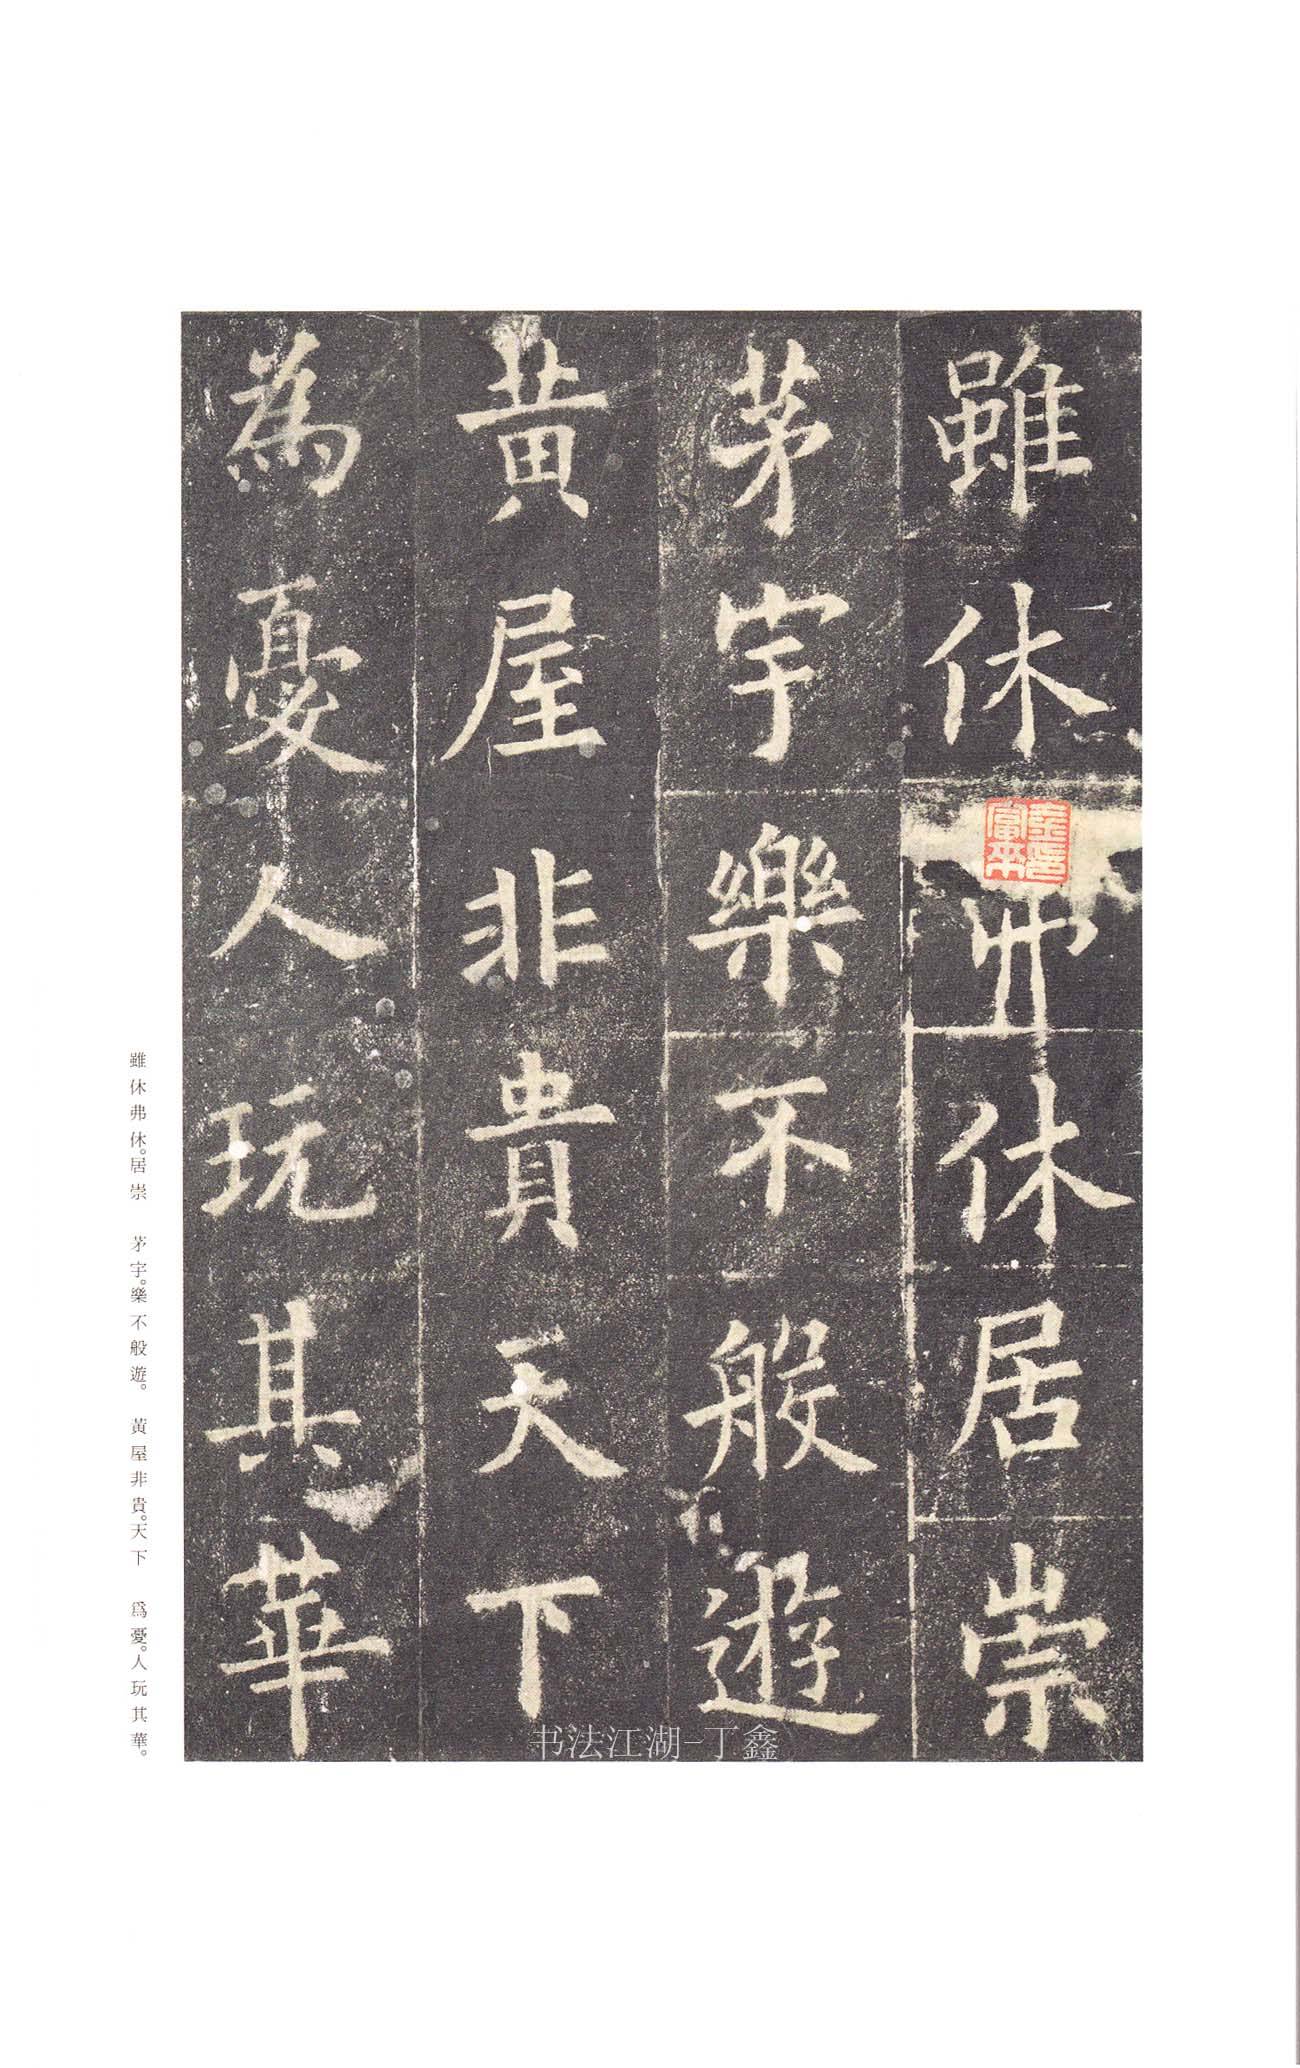 雖休弗休居崇
茅宇樂不般遊
黃屋非貴天下
為憂人玩其華
雖休弗休。居崇　茅宇。樂不般遊。　黃屋非貴。天下　爲憂。人玩其華。
书法江湖-丁鑫